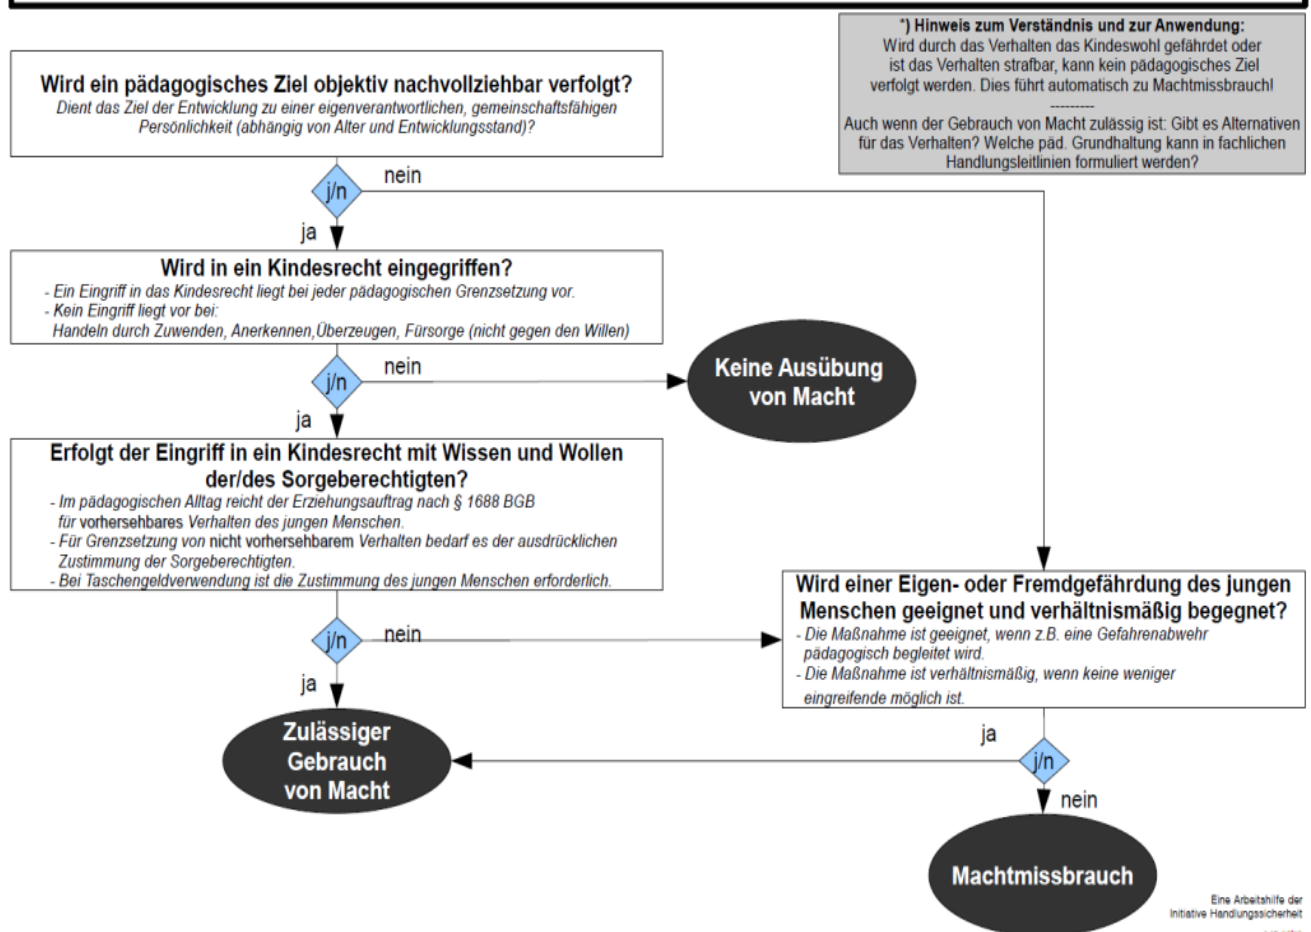 *) Hinweis zum Verständnis und zur Anwendung:
Wird durch das Verhalten das Kindeswohl gefährdet oder
ist das Verhalten strafbar, kann kein pädagogisches Ziel
verfolgt werden. Dies führt automatisch zu Machtmissbrauch!
---------
Auch wenn der Gebrauch von Macht zulässig ist: Gibt es Alternativen
für das Verhalten? Welche päd. Grundhaltung kann in fachlichen
Handlungsleitlinien formuliert werden?
Wird ein pädagogisches Ziel objektiv nachvollziehbar verfolgt?
Dient das Ziel der Entwicklung zu einer eigenverantwortlichen, gemeinschaftsfähigen
Persönlichkeit (abhängig von Alter und Entwicklungsstand)?
j/n
nein
ja
Wird in ein Kindesrecht eingegriffen?
- Ein Eingriff in das Kindesrecht liegt bei jeder pädagogischen Grenzsetzung vor.
- Kein Eingriff liegt vor bei:
Handeln durch Zuwenden, Anerkennen,Überzeugen, Fürsorge (nicht gegen den Willen)
j/n
nein
ja
Keine Ausübung
von Macht
Erfolgt der Eingriff in ein Kindesrecht mit Wissen und Wollen
der/des Sorgeberechtigten?
- Im pädagogischen Alltag reicht der Erziehungsauftrag nach § 1688 BGB
für vorhersehbares Verhalten des jungen Menschen.
- Für Grenzsetzung von nicht vorhersehbarem Verhalten bedarf es der ausdrücklichen
Zustimmung der Sorgeberechtigten.
- Bei Taschengeldverwendung ist die Zustimmung des jungen Menschen erforderlich.
j/n
nein
ja
Wird einer Eigen- oder Fremdgefährdung des jungen
Menschen geeignet und verhältnismäßig begegnet?
- Die Maßnahme ist geeignet, wenn z.B. eine Gefahrenabwehr
pädagogisch begleitet wird.
- Die Maßnahme ist verhältnismäßig, wenn keine weniger
eingreifende möglich ist.
ja
j/n
nein
Zulässiger
Gebrauch
von Macht
Machtmissbrauch
Eine Arbeitshilfe der
Initiative Handlungssicherheit